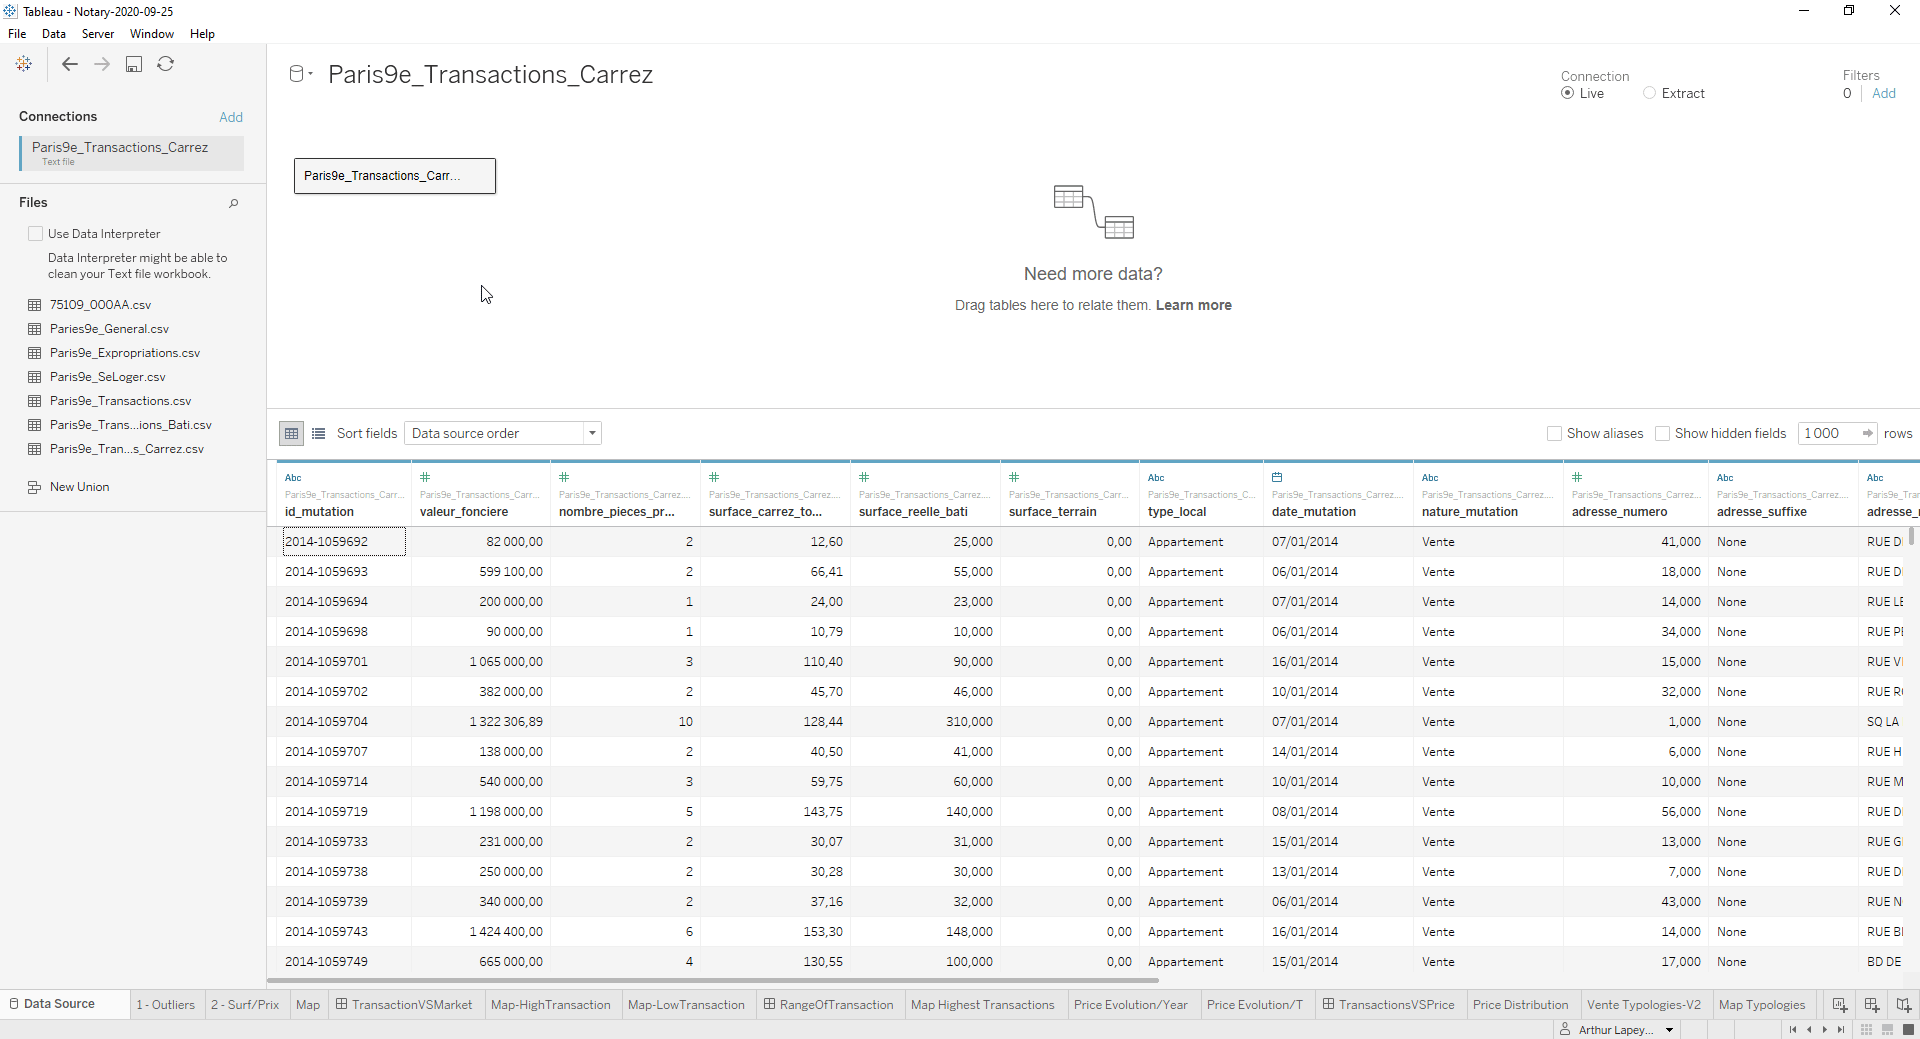 Tableau - Notary-2020-09-25
File Data Server Window Help
Paris9e_Transactions_Carrez
Connection
Live Extract
Filters
0 Add
Connections Add
Paris9e_Transactions_Carrez
Text file
Files
Use Data Interpreter
Data Interpreter might be able to
clean your Text file workbook.
75109_000AA.csv
Paries9e_General.csv
Paris9e_Expropriations.csv
Paris9e_SeLoger.csv
Paris9e_Transactions.csv
Paris9e_Trans...ions_Bati.csv
Paris9e_Tran...s_Carrez.csv
New Union
Paris9e_Transactions_Carr...
Need more data?
Drag tables here to relate them. Learn more
Sort fields Data source order Show aliases Show hidden fields 1 000 rows
Abc Abc Abc Abc Abc
Paris9e_Transactions_Carr... Paris9e_Transactions_Carr... Paris9e_Transactions_Carrez.... Paris9e_Transactions_Carrez.... Paris9e_Transactions_Carrez.... Paris9e_Transactions_Carr... Paris9e_Transactions_C... Paris9e_Transactions_Carrez.... Paris9e_Transactions_Carrez.... Paris9e_Transactions_Carrez.... Paris9e_Transactions_Carrez.... Paris9e_Tran
id_mutation valeur_fonciere nombre_pieces_pr... surface_carrez_to... surface_reelle_bati surface_terrain type_local date_mutation nature_mutation adresse_numero adresse_suffixe adresse_
2014-1059692 82 000,00 2 12,60 25,000 0,00 Appartement 07/01/2014 Vente 41,000 None RUE D
2014-1059693 599 100,00 2 66,41 55,000 0,00 Appartement 06/01/2014 Vente 18,000 None RUE D
2014-1059694 200 000,00 1 24,00 23,000 0,00 Appartement 07/01/2014 Vente 14,000 None RUE LE
2014-1059698 90 000,00 1 10,79 10,000 0,00 Appartement 06/01/2014 Vente 34,000 None RUE PE
2014-1059701 1 065 000,00 3 110,40 90,000 0,00 Appartement 16/01/2014 Vente 15,000 None RUE VI
2014-1059702 382 000,00 2 45,70 46,000 0,00 Appartement 10/01/2014 Vente 32,000 None RUE R
2014-1059704 1 322 306,89 10 128,44 310,000 0,00 Appartement 07/01/2014 Vente 1,000 None SQ LA
2014-1059707 138 000,00 2 40,50 41,000 0,00 Appartement 14/01/2014 Vente 6,000 None RUE H
2014-1059714 540 000,00 3 59,75 60,000 0,00 Appartement 10/01/2014 Vente 10,000 None RUE M
2014-1059719 1 198 000,00 5 143,75 140,000 0,00 Appartement 08/01/2014 Vente 56,000 None RUE D
2014-1059733 231 000,00 2 30,07 31,000 0,00 Appartement 15/01/2014 Vente 13,000 None RUE G
2014-1059738 250 000,00 2 30,28 30,000 0,00 Appartement 13/01/2014 Vente 7,000 None RUE D
2014-1059739 340 000,00 2 37,16 32,000 0,00 Appartement 06/01/2014 Vente 43,000 None RUE N
2014-1059743 1 424 400,00 6 153,30 148,000 0,00 Appartement 16/01/2014 Vente 14,000 None RUE B
2014-1059749 665 000,00 4 130,55 100,000 0,00 Appartement 15/01/2014 Vente 17,000 None BD DE
Data Source 1 - Outliers 2 - Surf/Prix Map TransactionVSMarket Map-HighTransaction Map-LowTransaction RangeOfTransaction Map Highest Transactions Price Evolution/Year Price Evolution/T TransactionsVSPrice Price Distribution Vente Typologies-V2 Map Typologies
Arthur Lapey...